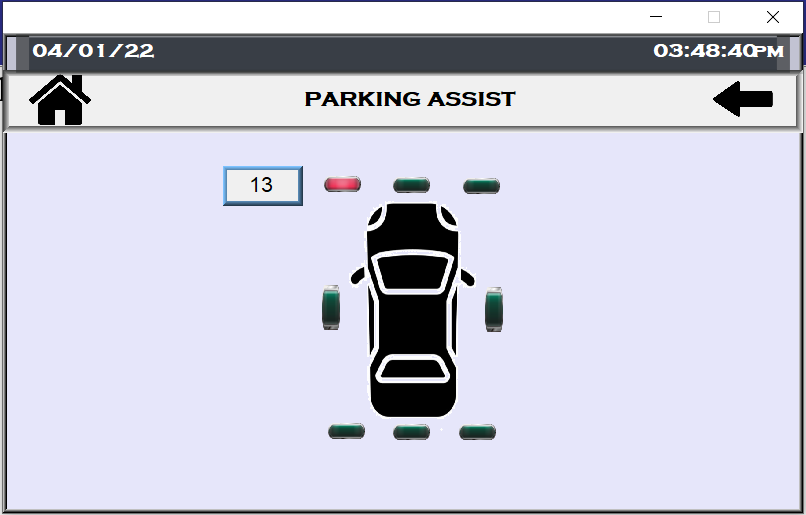 04/01/22
03:48:40PM
PARKING ASSIST
13